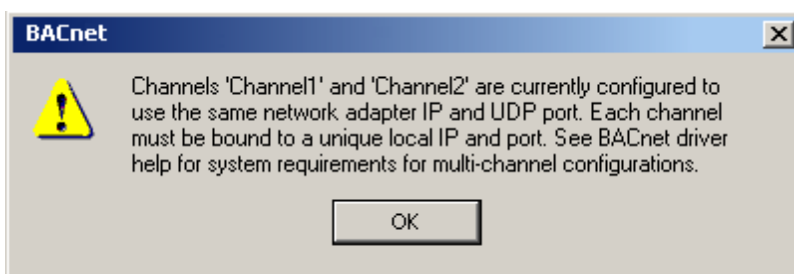 BACnet
Channels 'Channel1' and 'Channel2' are currently configured to
use the same network adapter IP and UDP port. Each channel
must be bound to a unique local IP and port. See BACnet driver
help for system requirements for multi-channel configurations.
OK